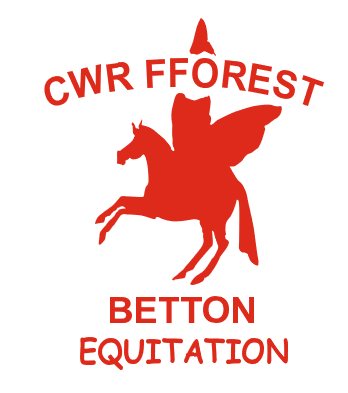 CWR FFOREST
BETTON
EQUITATION